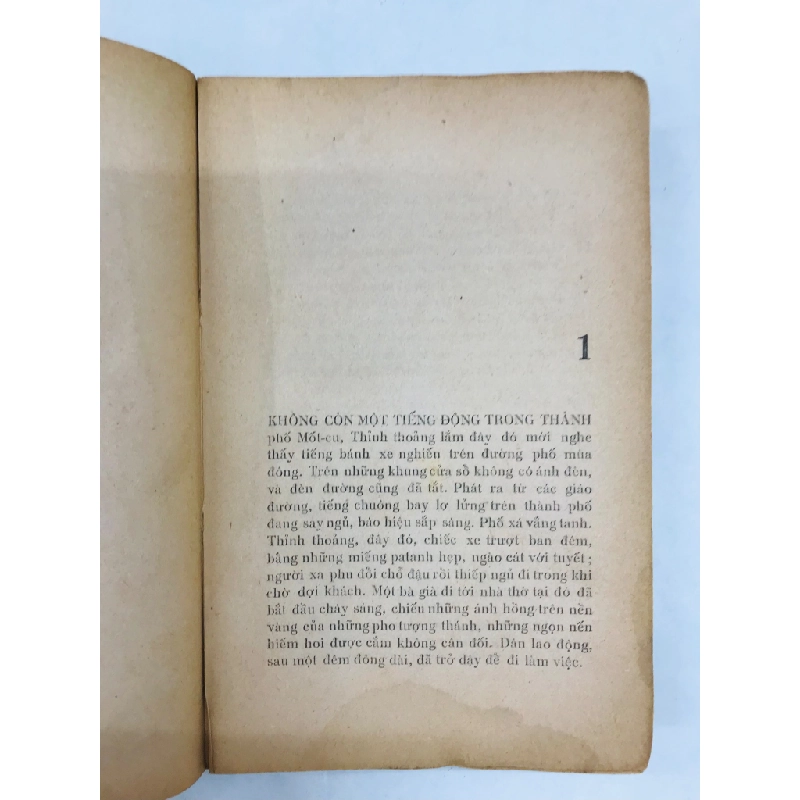 1
KHÔNG CÒN MỘT TIẾNG ĐỘNG TRONG THÀNH
phố Mốt-cu, Thỉnh thoảng lắm đây đó mới nghe
thấy tiếng bánh xe nghiến trên đường phố mùa
đông. Trên những khung cửa sổ không có ánh đèn,
và đèn đường cũng đã tắt. Phát ra từ các giáo
đường, tiếng chuông bay lơ lửng trên thành phố
đang say ngủ, báo hiệu sắp sáng. Phố xá vắng tanh.
Thỉnh thoảng, đây đó, chiếc xe trượt ban đêm,
bằng những miếng patanh hẹp, ngào cát với tuyết ;
người xa phu đổi chỗ đậu rồi thiếp ngủ đi trong khi
chờ đợi khách. Một bà già đi tới nhà thờ tại đó đã
bắt đầu cháy sáng, chiếu những ánh hồng trên nền
vàng của những pho tượng thánh, những ngọn nến
hiếm hoi được cắm không cân đối. Dân lao động,
sau một đêm đông dài, đã trở dậy để đi làm việc.